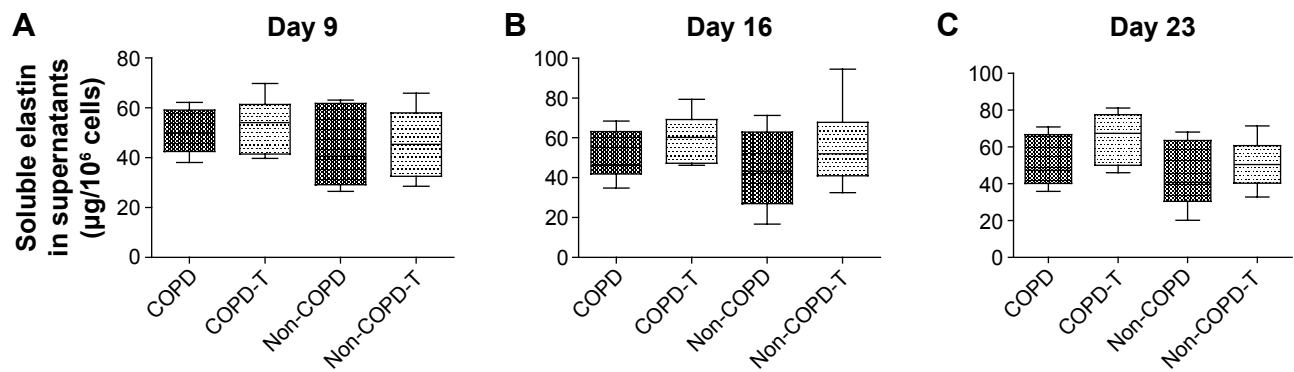 A
Day 9
Soluble elastin
in supernatants
(µg/10⁶ cells)
80
60
40
20
0
COPD
COPD-T
Non-COPD
Non-COPD-T
B
Day 16
100
80
60
40
20
0
COPD
COPD-T
Non-COPD
Non-COPD-T
C
Day 23
100
80
60
40
20
0
COPD
COPD-T
Non-COPD
Non-COPD-T